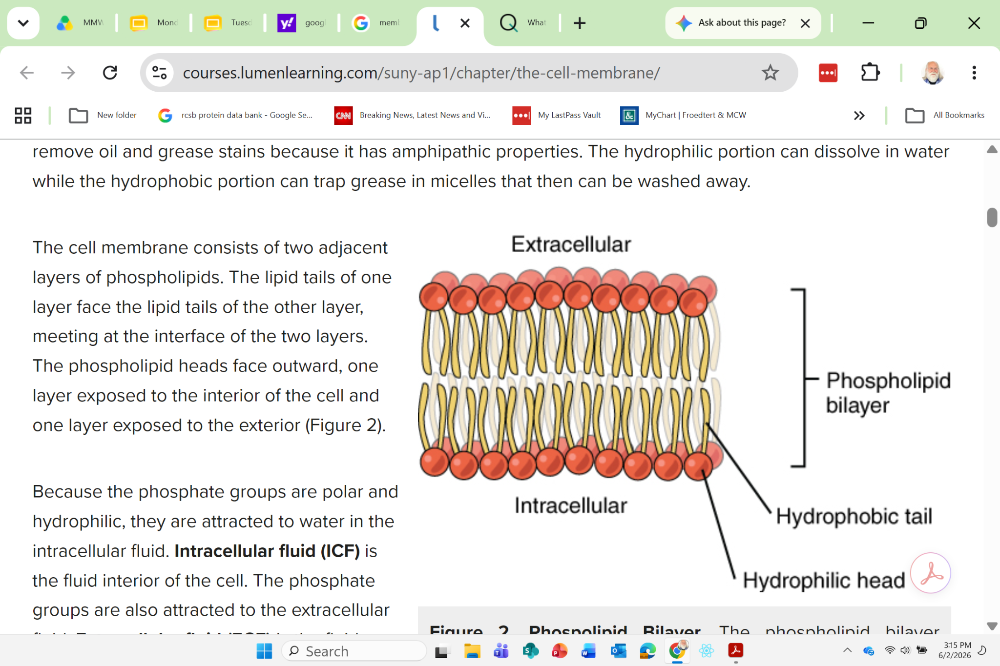 MMW
Mond
Tuesd
googl
meml
What
Ask about this page?
courses.lumenlearning.com/suny-ap1/chapter/the-cell-membrane/
New folder
rcsb protein data bank - Google Se...
CNN
Breaking News, Latest News and Vi...
My LastPass Vault
MyChart | Froedtert & MCW
All Bookmarks
remove oil and grease stains because it has amphipathic properties. The hydrophilic portion can dissolve in water
while the hydrophobic portion can trap grease in micelles that then can be washed away.
The cell membrane consists of two adjacent
layers of phospholipids. The lipid tails of one
layer face the lipid tails of the other layer,
meeting at the interface of the two layers.
The phospholipid heads face outward, one
layer exposed to the interior of the cell and
one layer exposed to the exterior (Figure 2).
Because the phosphate groups are polar and
hydrophilic, they are attracted to water in the
intracellular fluid. Intracellular fluid (ICF) is
the fluid interior of the cell. The phosphate
groups are also attracted to the extracellular
Extracellular
Phospholipid
bilayer
Intracellular
Hydrophobic tail
Hydrophilic head
Figure 2. Phospolipid Bilayer. The phospholipid bilayer
Search
3:15 PM
6/2/2026